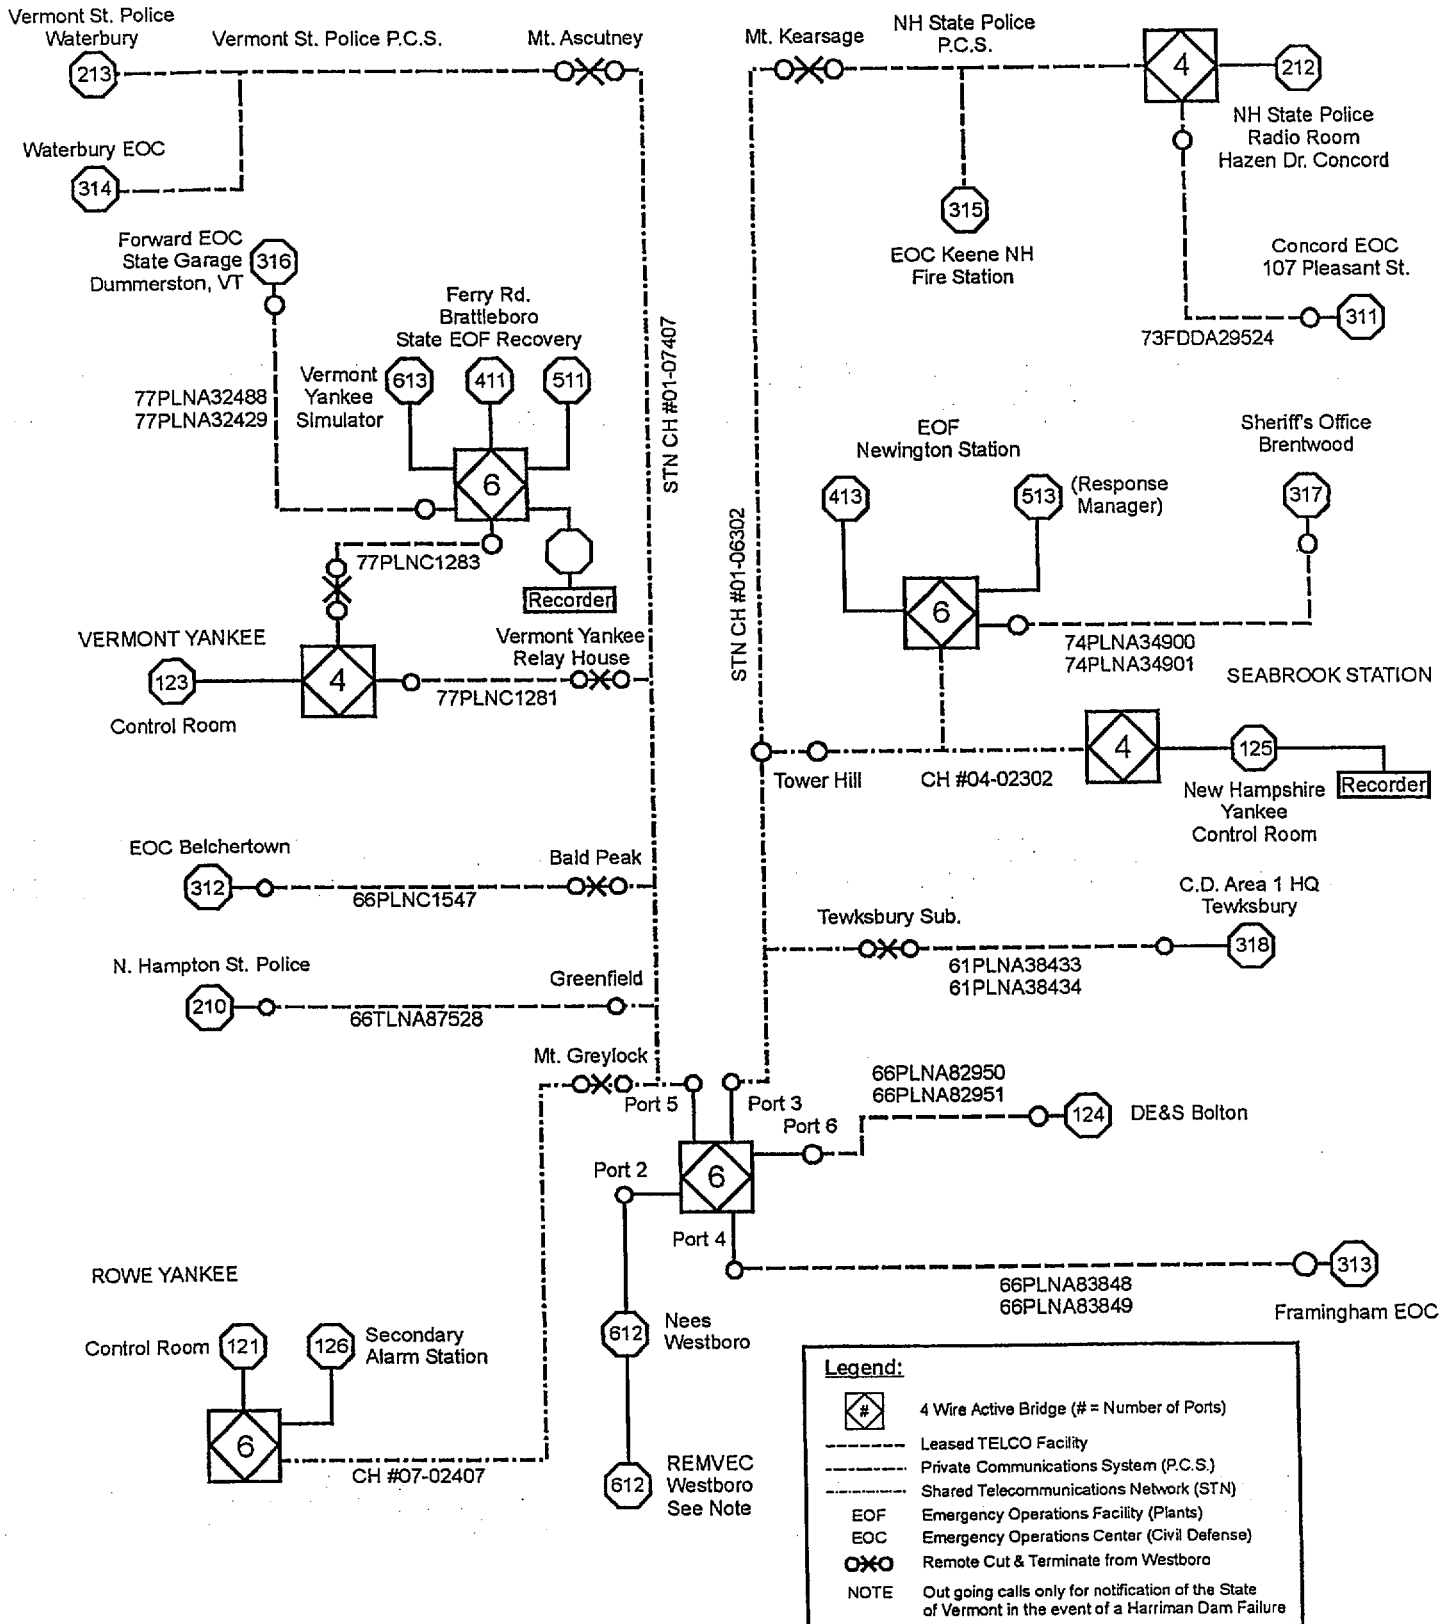 Vermont St. Police
Waterbury
213
Vermont St. Police P.C.S.
Mt. Ascutney
Mt. Kearsage
NH State Police
P.C.S.
4
212
NH State Police
Radio Room
Hazen Dr. Concord
Waterbury EOC
314
315
EOC Keene NH
Fire Station
Concord EOC
107 Pleasant St.
311
73FDDA29524
Forward EOC
State Garage
Dummerston, VT
316
77PLNA32488
77PLNA32429
Ferry Rd.
Brattleboro
State EOF Recovery
Vermont
Yankee
Simulator
613
411
511
6
77PLNC1283
Recorder
STN CH #01-07407
STN CH #01-06302
EOF
Newington Station
413
513
(Response
Manager)
6
Sheriff's Office
Brentwood
317
74PLNA34900
74PLNA34901
VERMONT YANKEE
123
Control Room
4
77PLNC1281
Vermont Yankee
Relay House
SEABROOK STATION
Tower Hill
CH #04-02302
4
125
New Hampshire
Yankee
Control Room
Recorder
EOC Belchertown
312
66PLNC1547
Bald Peak
Tewksbury Sub.
61PLNA38433
61PLNA38434
C.D. Area 1 HQ
Tewksbury
318
N. Hampton St. Police
210
66TLNA87528
Greenfield
Mt. Greylock
Port 5
Port 3
Port 6
66PLNA82950
66PLNA82951
124
DE&S Bolton
Port 2
6
Port 4
66PLNA83848
66PLNA83849
313
Framingham EOC
612
Nees
Westboro
612
REMVEC
Westboro
See Note
ROWE YANKEE
Control Room
121
126
Secondary
Alarm Station
6
CH #07-02407
Legend:
# 4 Wire Active Bridge (# = Number of Ports)
Leased TELCO Facility
Private Communications System (P.C.S.)
Shared Telecommunications Network (STN)
EOF Emergency Operations Facility (Plants)
EOC Emergency Operations Center (Civil Defense)
Remote Cut & Terminate from Westboro
NOTE Out going calls only for notification of the State
of Vermont in the event of a Harriman Dam Failure